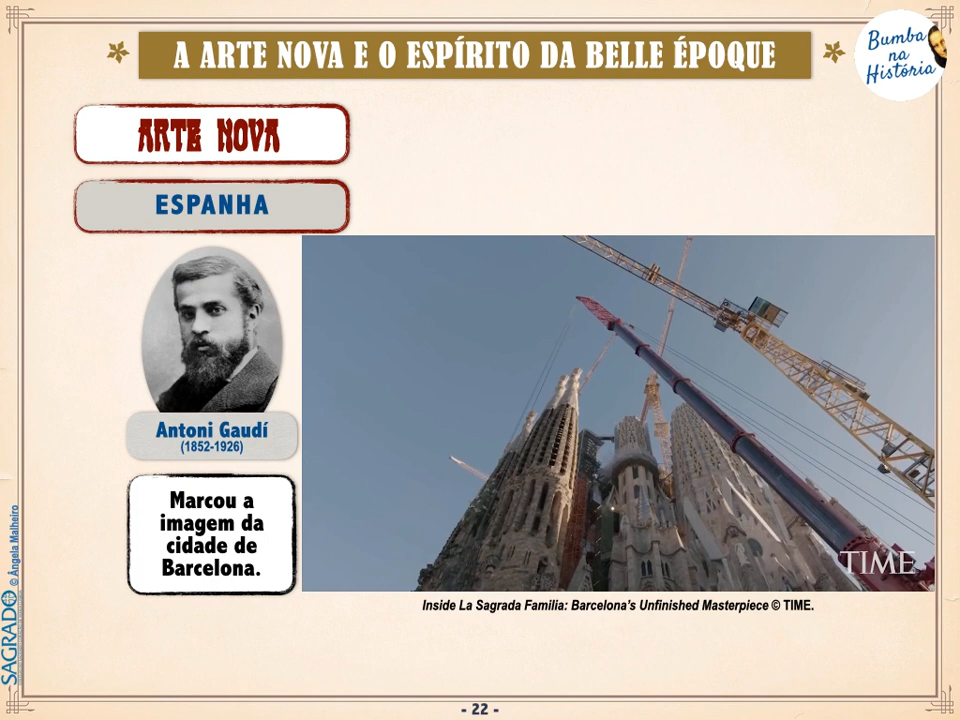 A ARTE NOVA E O ESPÍRITO DA BELLE ÉPOQUE
Bumba
na
História
ARTE NOVA
ESPANHA
Antoni Gaudí
(1852-1926)
Marcou a
imagem da
cidade de
Barcelona.
TIME
Inside La Sagrada Familia: Barcelona's Unfinished Masterpiece © TIME.
SAGRADO
© Ângela Malheiro
- 22 -